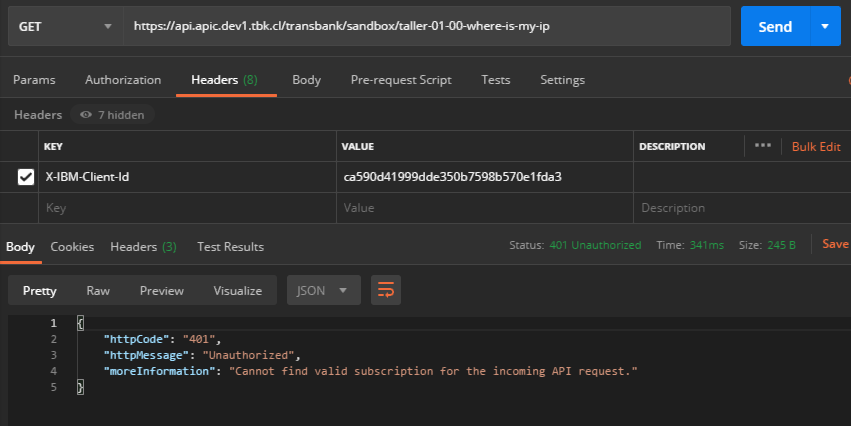 GET https://api.apic.dev1.tbk.cl/transbank/sandbox/taller-01-00-where-is-my-ip Send
Params Authorization Headers (8) Body Pre-request Script Tests Settings
Headers 7 hidden
KEY VALUE DESCRIPTION ••• Bulk Edit
X-IBM-Client-Id ca590d41999dde350b7598b570e1fda3
Key Value Description
Body Cookies Headers (3) Test Results Status: 401 Unauthorized Time: 341ms Size: 245 B Save
Pretty Raw Preview Visualize JSON
1 {
2 "httpCode": "401",
3 "httpMessage": "Unauthorized",
4 "moreInformation": "Cannot find valid subscription for the incoming API request."
5 }